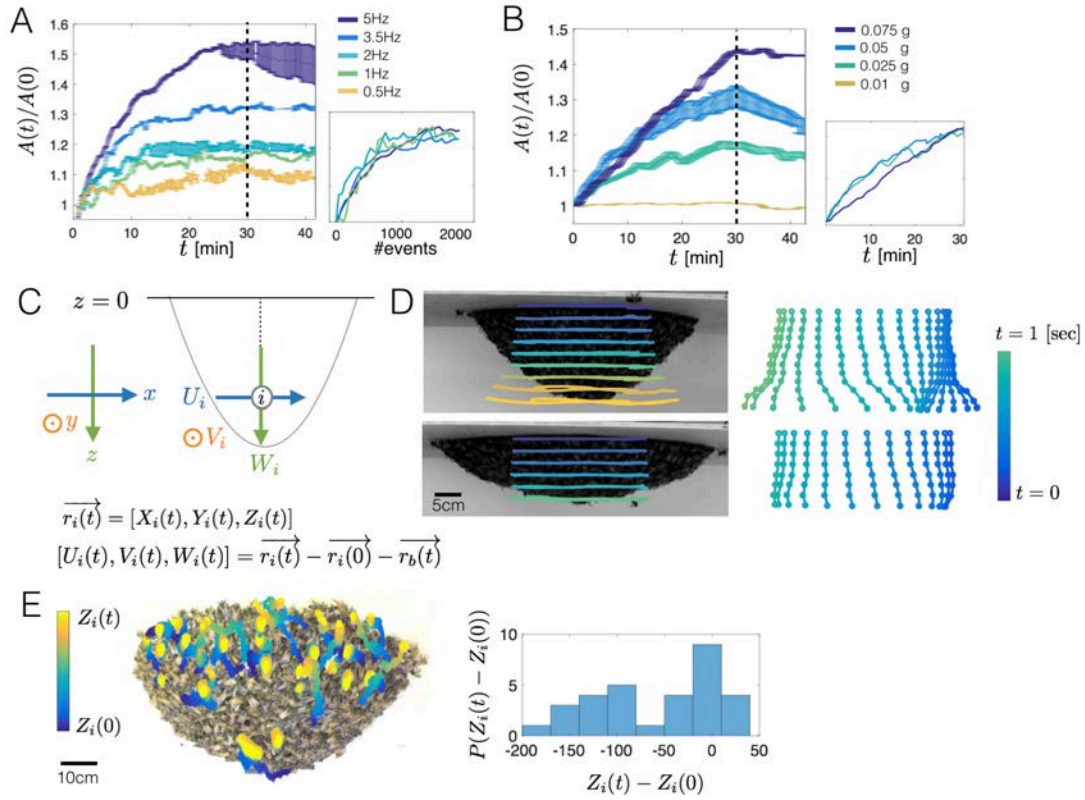 A
A(t)/A(0)
1.6
1.5
1.4
1.3
1.2
1.1
1
0 10 20 30 40
t [min]
5Hz
3.5Hz
2Hz
1Hz
0.5Hz
0 1000 2000
#events
B
A(t)/A(0)
1.5
1.4
1.3
1.2
1.1
1.0
0 10 20 30 40
t [min]
0.075 g
0.05 g
0.025 g
0.01 g
0 10 20 30
t [min]
C
z = 0
x
y
z
U_i
i
V_i
W_i
r_i(t) = [X_i(t), Y_i(t), Z_i(t)]
[U_i(t), V_i(t), W_i(t)] = r_i(t) − r_i(0) − r_b(t)
D
5cm
t = 1 [sec]
t = 0
E
Z_i(t)
Z_i(0)
10cm
P(Z_i(t) − Z_i(0))
10
5
0
-200 -150 -100 -50 0 50
Z_i(t) − Z_i(0)